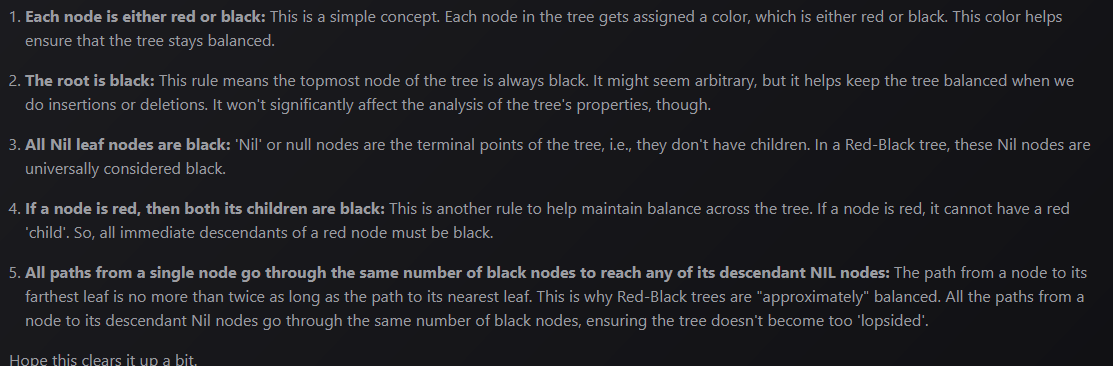 1. Each node is either red or black: This is a simple concept. Each node in the tree gets assigned a color, which is either red or black. This color helps
ensure that the tree stays balanced.
2. The root is black: This rule means the topmost node of the tree is always black. It might seem arbitrary, but it helps keep the tree balanced when we
do insertions or deletions. It won't significantly affect the analysis of the tree's properties, though.
3. All Nil leaf nodes are black: 'Nil' or null nodes are the terminal points of the tree, i.e., they don't have children. In a Red-Black tree, these Nil nodes are
universally considered black.
4. If a node is red, then both its children are black: This is another rule to help maintain balance across the tree. If a node is red, it cannot have a red
'child'. So, all immediate descendants of a red node must be black.
5. All paths from a single node go through the same number of black nodes to reach any of its descendant NIL nodes: The path from a node to its
farthest leaf is no more than twice as long as the path to its nearest leaf. This is why Red-Black trees are "approximately" balanced. All the paths from a
node to its descendant Nil nodes go through the same number of black nodes, ensuring the tree doesn't become too 'lopsided'.
Hope this clears it up a bit.